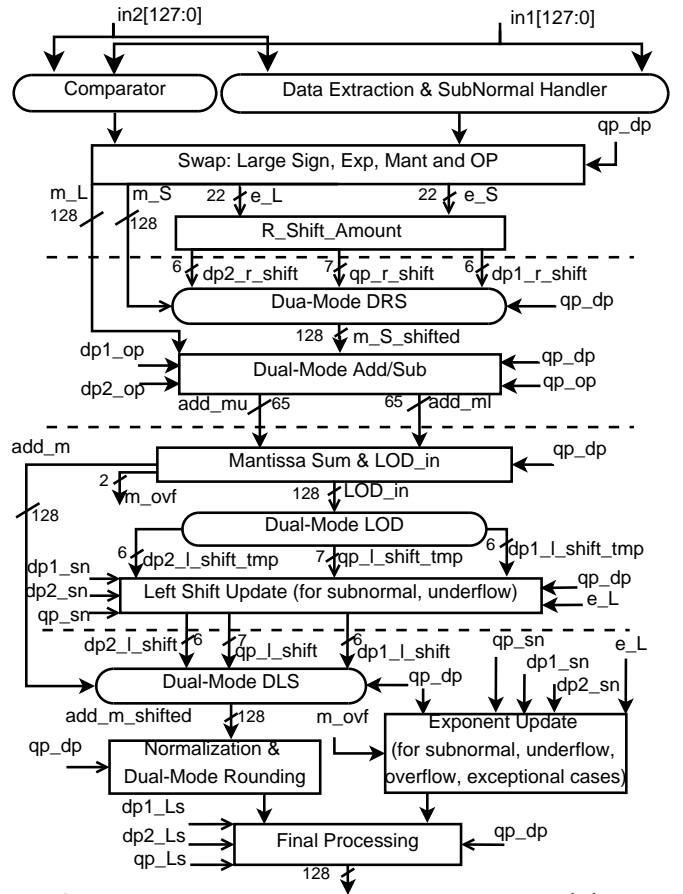 in2[127:0] in1[127:0]
Comparator Data Extraction & SubNormal Handler
qp_dp
Swap: Large Sign, Exp, Mant and OP
m_L m_S 22 e_L 22 e_S
128 128
R_Shift_Amount
6 dp2_r_shift 7 qp_r_shift 6 dp1_r_shift
Dua-Mode DRS qp_dp
128 m_S_shifted
dp1_op qp_dp
Dual-Mode Add/Sub
dp2_op qp_op
add_mu 65 65 add_ml
add_m qp_dp
Mantissa Sum & LOD_in
2 m_ovf 128 LOD_in
128
Dual-Mode LOD
6 dp2_l_shift_tmp 7 qp_l_shift_tmp 6 dp1_l_shift_tmp
dp1_sn qp_dp
dp2_sn Left Shift Update (for subnormal, underflow)
qp_sn e_L
dp2_l_shift 6 7 qp_l_shift 6 dp1_l_shift
qp_sn dp1_sn dp2_sn e_L
Dual-Mode DLS qp_dp
add_m_shifted 128 m_ovf
qp_dp Normalization & Exponent Update
Dual-Mode Rounding (for subnormal, underflow,
overflow, exceptional cases)
dp1_Ls
dp2_Ls Final Processing qp_dp
qp_Ls
128